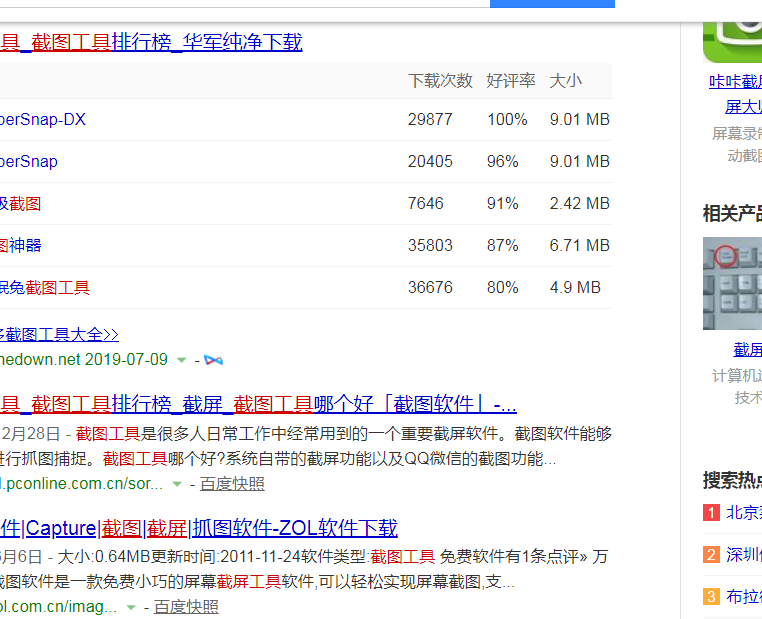 具_截图工具排行榜_华军纯净下载
下载次数 好评率 大小
perSnap-DX 29877 100% 9.01 MB
perSnap 20405 96% 9.01 MB
级截图 7646 91% 2.42 MB
图神器 35803 87% 6.71 MB
眠兔截图工具 36676 80% 4.9 MB
多截图工具大全>>
nedown.net 2019-07-09 -
具_截图工具排行榜_截屏_截图工具哪个好「截图软件」-...
2月28日 - 截图工具是很多人日常工作中经常用到的一个重要截屏软件。截图软件能够
进行抓图捕捉。截图工具哪个好?系统自带的截屏功能以及QQ微信的截图功能...
l.pconline.com.cn/sor... - 百度快照
件|Capture|截图|截屏|抓图软件-ZOL软件下载
6月6日 - 大小:0.64MB更新时间:2011-11-24软件类型:截图工具 免费软件有1条点评» 万
截图软件是一款免费小巧的屏幕截屏工具软件,可以轻松实现屏幕截图,支...
ol.com.cn/imag... - 百度快照
咔咔截屏
屏大师
屏幕录制
动截图
相关产品
截屏
计算机运
技术
搜索热点
1 北京
2 深圳
3 布拉德